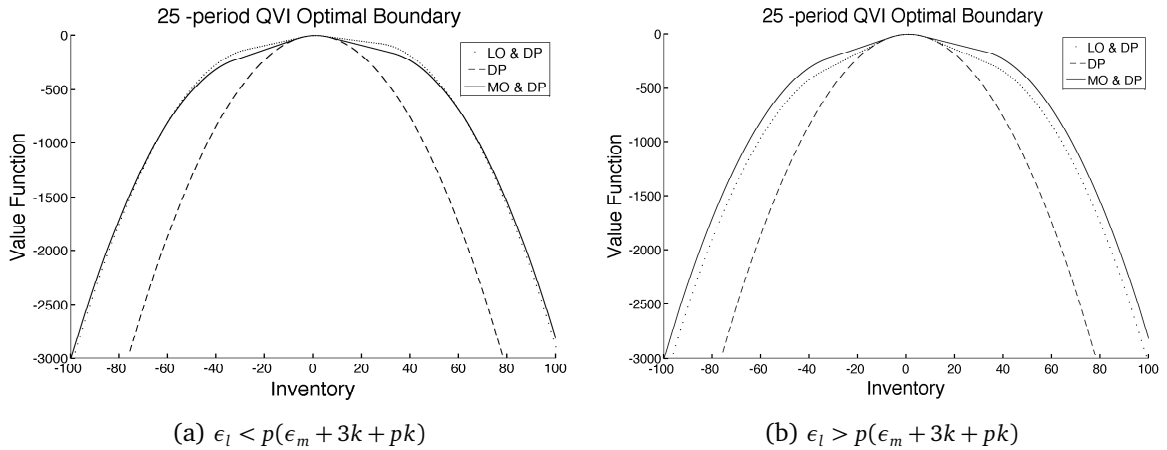 25 -period QVI Optimal Boundary
0
-500
-1000
-1500
-2000
-2500
-3000
Value Function
LO & DP
DP
MO & DP
-100 -80 -60 -40 -20 0 20 40 60 80 100
Inventory
(a) ϵ_l < p(ϵ_m + 3k + pk)
25 -period QVI Optimal Boundary
0
-500
-1000
-1500
-2000
-2500
-3000
Value Function
LO & DP
DP
MO & DP
-100 -80 -60 -40 -20 0 20 40 60 80 100
Inventory
(b) ϵ_l > p(ϵ_m + 3k + pk)